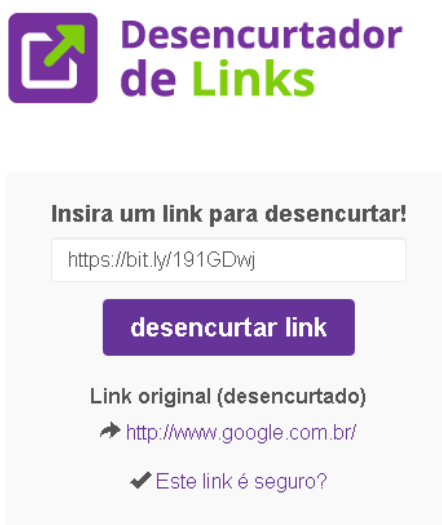 Desencurtador
de Links
Insira um link para desencurtar!
https://bit.ly/191GDwj
desencurtar link
Link original (desencurtado)
http://www.google.com.br/
Este link é seguro?